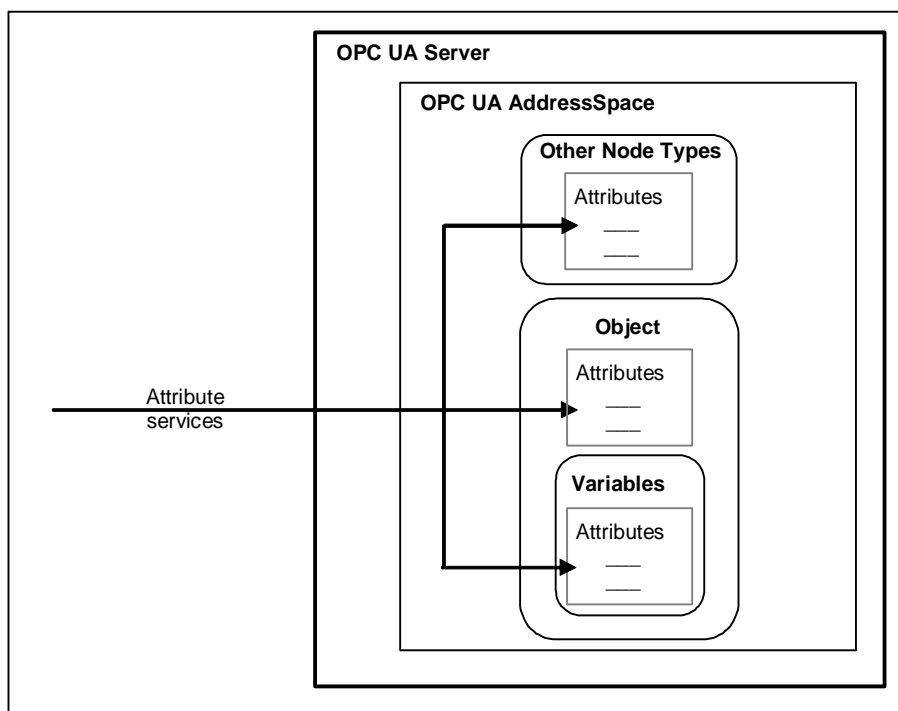 OPC UA Server
OPC UA AddressSpace
Other Node Types
Attributes
Object
Attributes
Attribute
services
Variables
Attributes